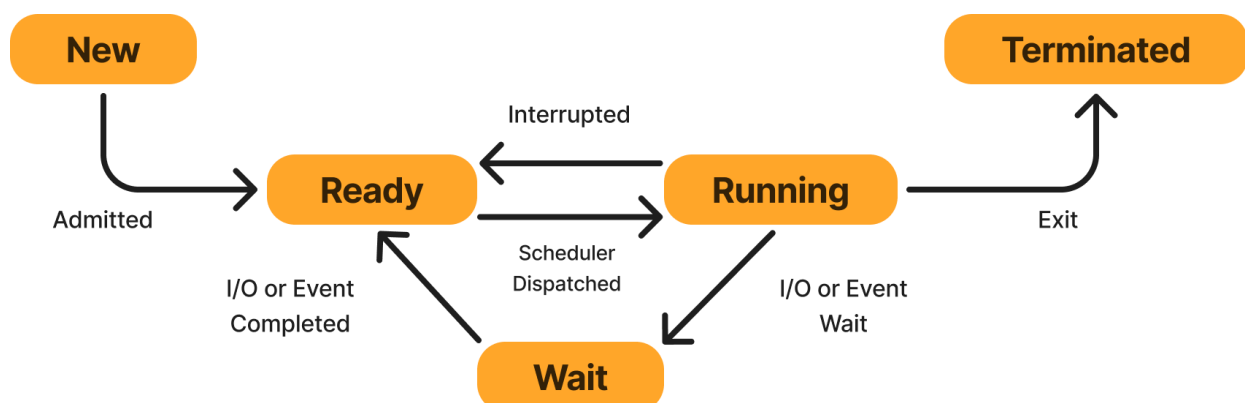 New
Terminated
Interrupted
Ready
Running
Admitted
Exit
Scheduler
Dispatched
I/O or Event
Completed
I/O or Event
Wait
Wait